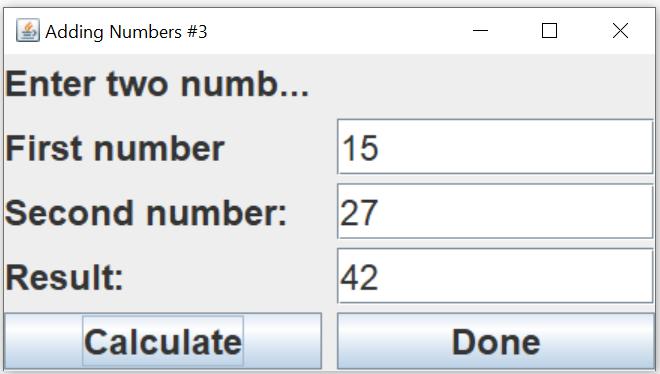 Adding Numbers #3
Enter two numb...
First number 15
Second number: 27
Result: 42
Calculate Done